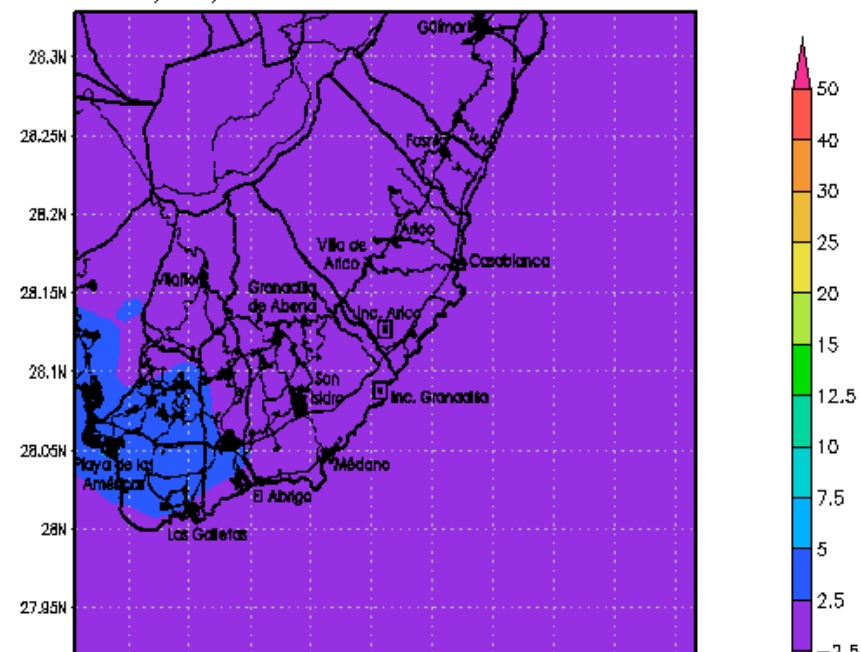 28.3N
Güímar
50
28.25N
Fasnia
40
30
28.2N
Arico
Villa de
Arico
Casablanca
25
Vilaflor
Granadilla
de Abona
28.15N
20
Inc. Arico
15
28.1N
San
Isidro
Inc. Granadilla
12.5
28.05N
10
Playa de las
Américas
Médano
Abrigo
7.5
28N
Las Galletas
5
27.95N
2.5
-2.5